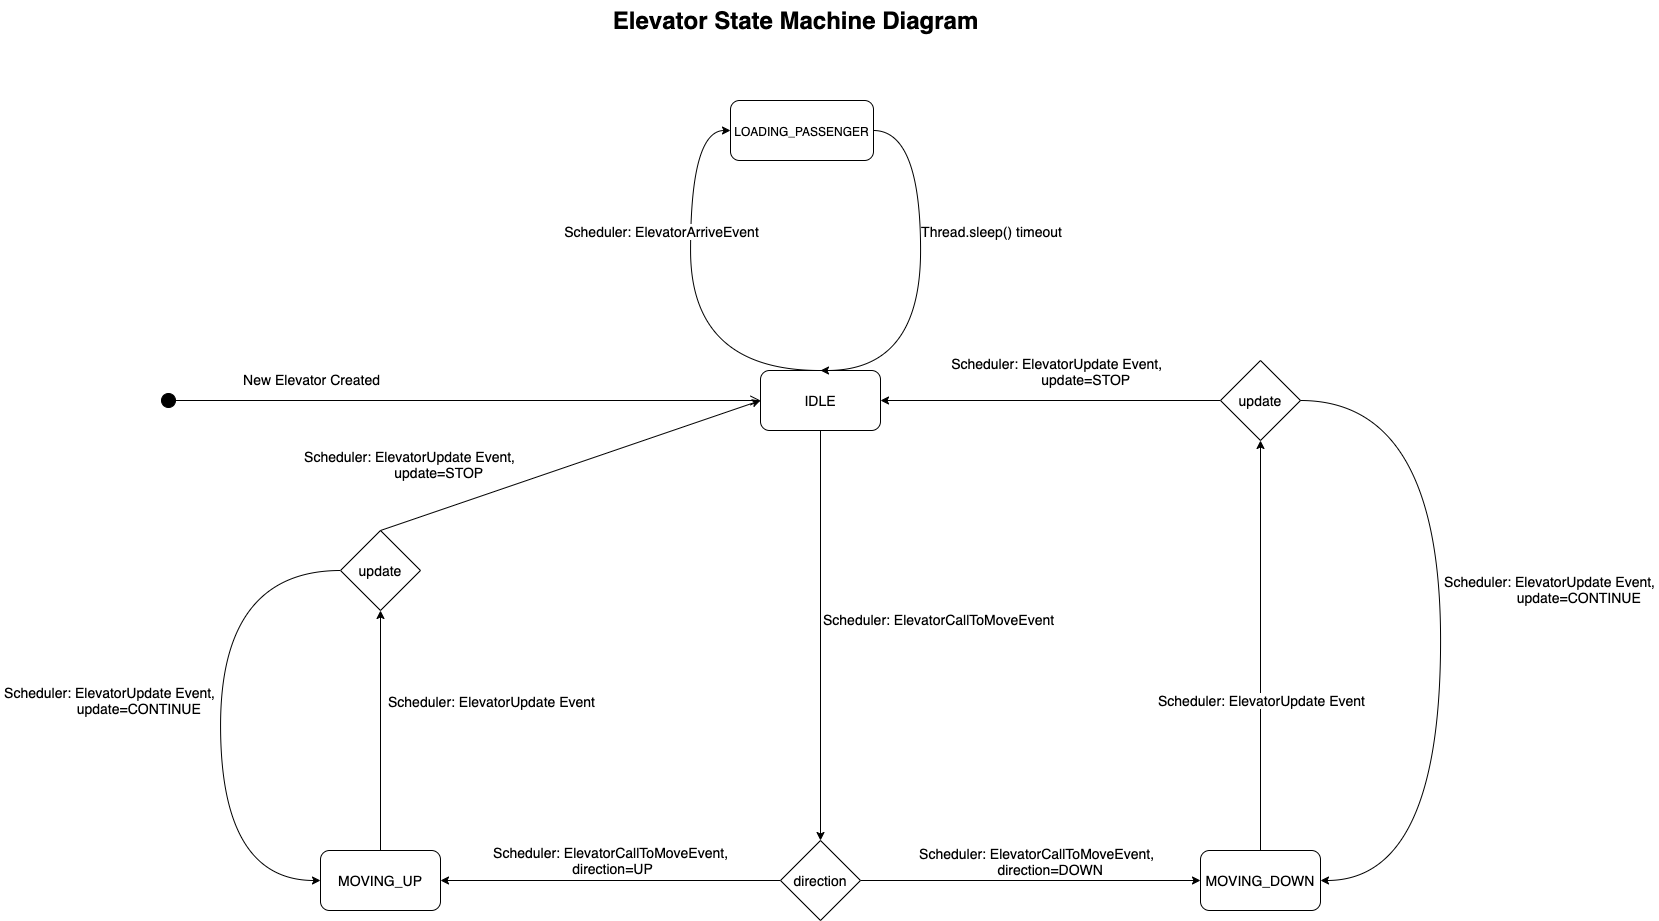 Elevator State Machine Diagram
LOADING_PASSENGER
Scheduler: ElevatorArriveEvent
Thread.sleep() timeout
Scheduler: ElevatorUpdate Event,
update=STOP
New Elevator Created
IDLE
update
Scheduler: ElevatorUpdate Event,
update=STOP
update
Scheduler: ElevatorUpdate Event,
update=CONTINUE
Scheduler: ElevatorCallToMoveEvent
Scheduler: ElevatorUpdate Event,
update=CONTINUE
Scheduler: ElevatorUpdate Event
Scheduler: ElevatorUpdate Event
Scheduler: ElevatorCallToMoveEvent,
direction=UP
Scheduler: ElevatorCallToMoveEvent,
direction=DOWN
MOVING_UP
direction
MOVING_DOWN